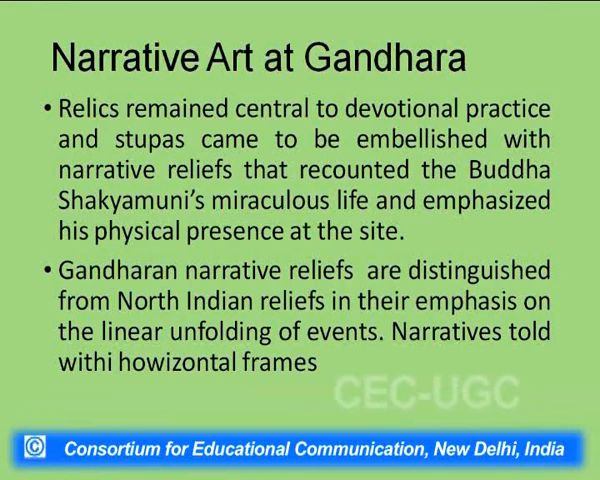 Narrative Art at Gandhara
• Relics remained central to devotional practice
and stupas came to be embellished with
narrative reliefs that recounted the Buddha
Shakyamuni's miraculous life and emphasized
his physical presence at the site.
• Gandharan narrative reliefs are distinguished
from North Indian reliefs in their emphasis on
the linear unfolding of events. Narratives told
withi howizontal frames
CEC-UGC
© Consortium for Educational Communication, New Delhi, India